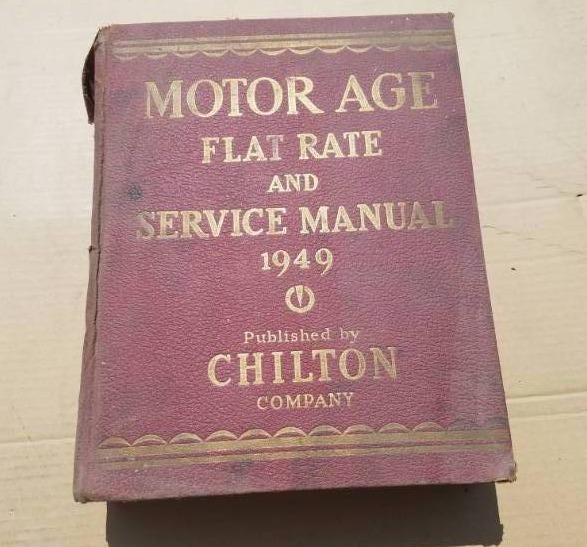 MOTOR AGE
FLAT RATE
AND
SERVICE MANUAL
1949
Published by
CHILTON
COMPANY